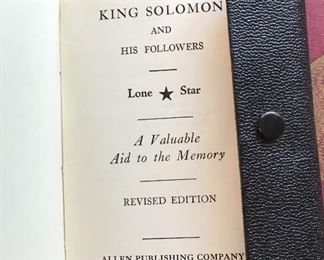 KING SOLOMON
AND
HIS FOLLOWERS
Lone ★ Star
A Valuable
Aid to the Memory
REVISED EDITION
ALLEN PUBLISHING COMPANY